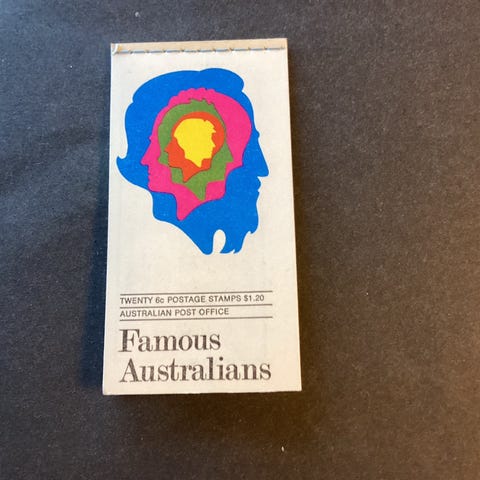 TWENTY 6c POSTAGE STAMPS $1.20
AUSTRALIAN POST OFFICE
Famous
Australians